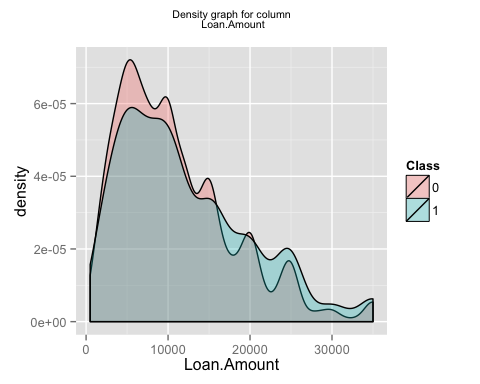 Density graph for column
Loan.Amount
6e-05
4e-05
2e-05
0e+00
density
0
10000
20000
30000
Loan.Amount
Class
0
1